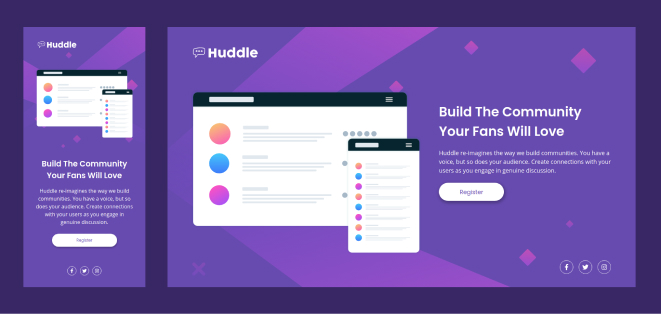 Huddle
Build The Community
Your Fans Will Love
Huddle re-imagines the way we build
communities. You have a voice, but so
does your audience. Create connections
with your users as you engage in
genuine discussion.
Register
Huddle
Build The Community
Your Fans Will Love
Huddle re-imagines the way we build communities. You have a
voice, but so does your audience. Create connections with your
users as you engage in genuine discussion.
Register